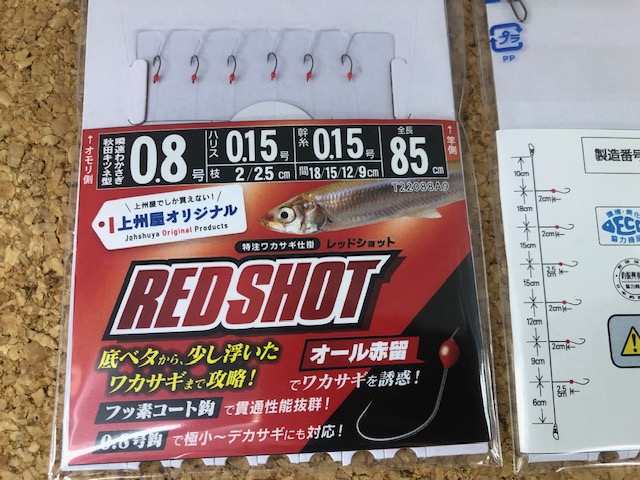 プラ
PP
↑オモリ側
瞬速わかさぎ
秋田キツネ型
0.8号
ハリス 0.15号
枝 2/2.5cm
幹糸 0.15号
間 18/15/12/9cm
全長
85cm
↑竿側
T22088A9
上州屋でしか買えない!
上州屋オリジナル
Johshuya Original Products
特注ワカサギ仕掛 レッドショット
RED SHOT
底ベタから、少し浮いた
ワカサギまで攻略!
オール赤留
でワカサギを誘惑!
フッ素コート鈎で貫通性能抜群!
0.8号鈎で極小~デカサギにも対応!
製造番号
10cm
2cm
18cm
2cm
15cm
2.5cm
15cm
2cm
12cm
2cm
9cm
2.5cm
6cm